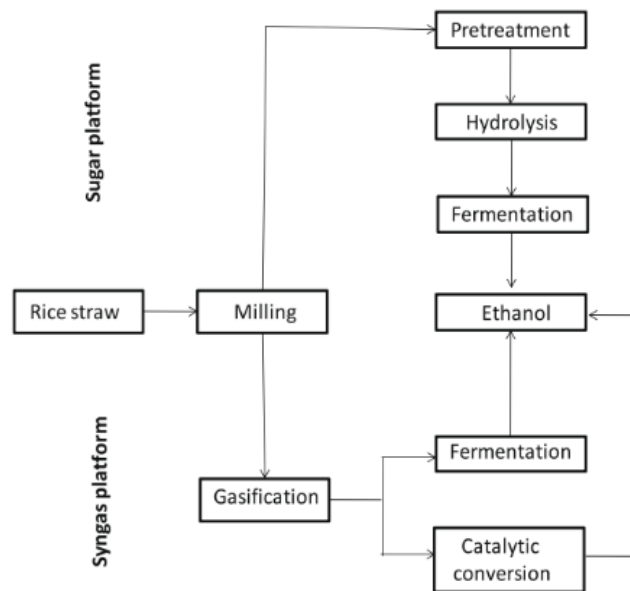 Pretreatment
Sugar platform
Hydrolysis
Fermentation
Rice straw
Milling
Ethanol
Syngas platform
Fermentation
Gasification
Catalytic
conversion